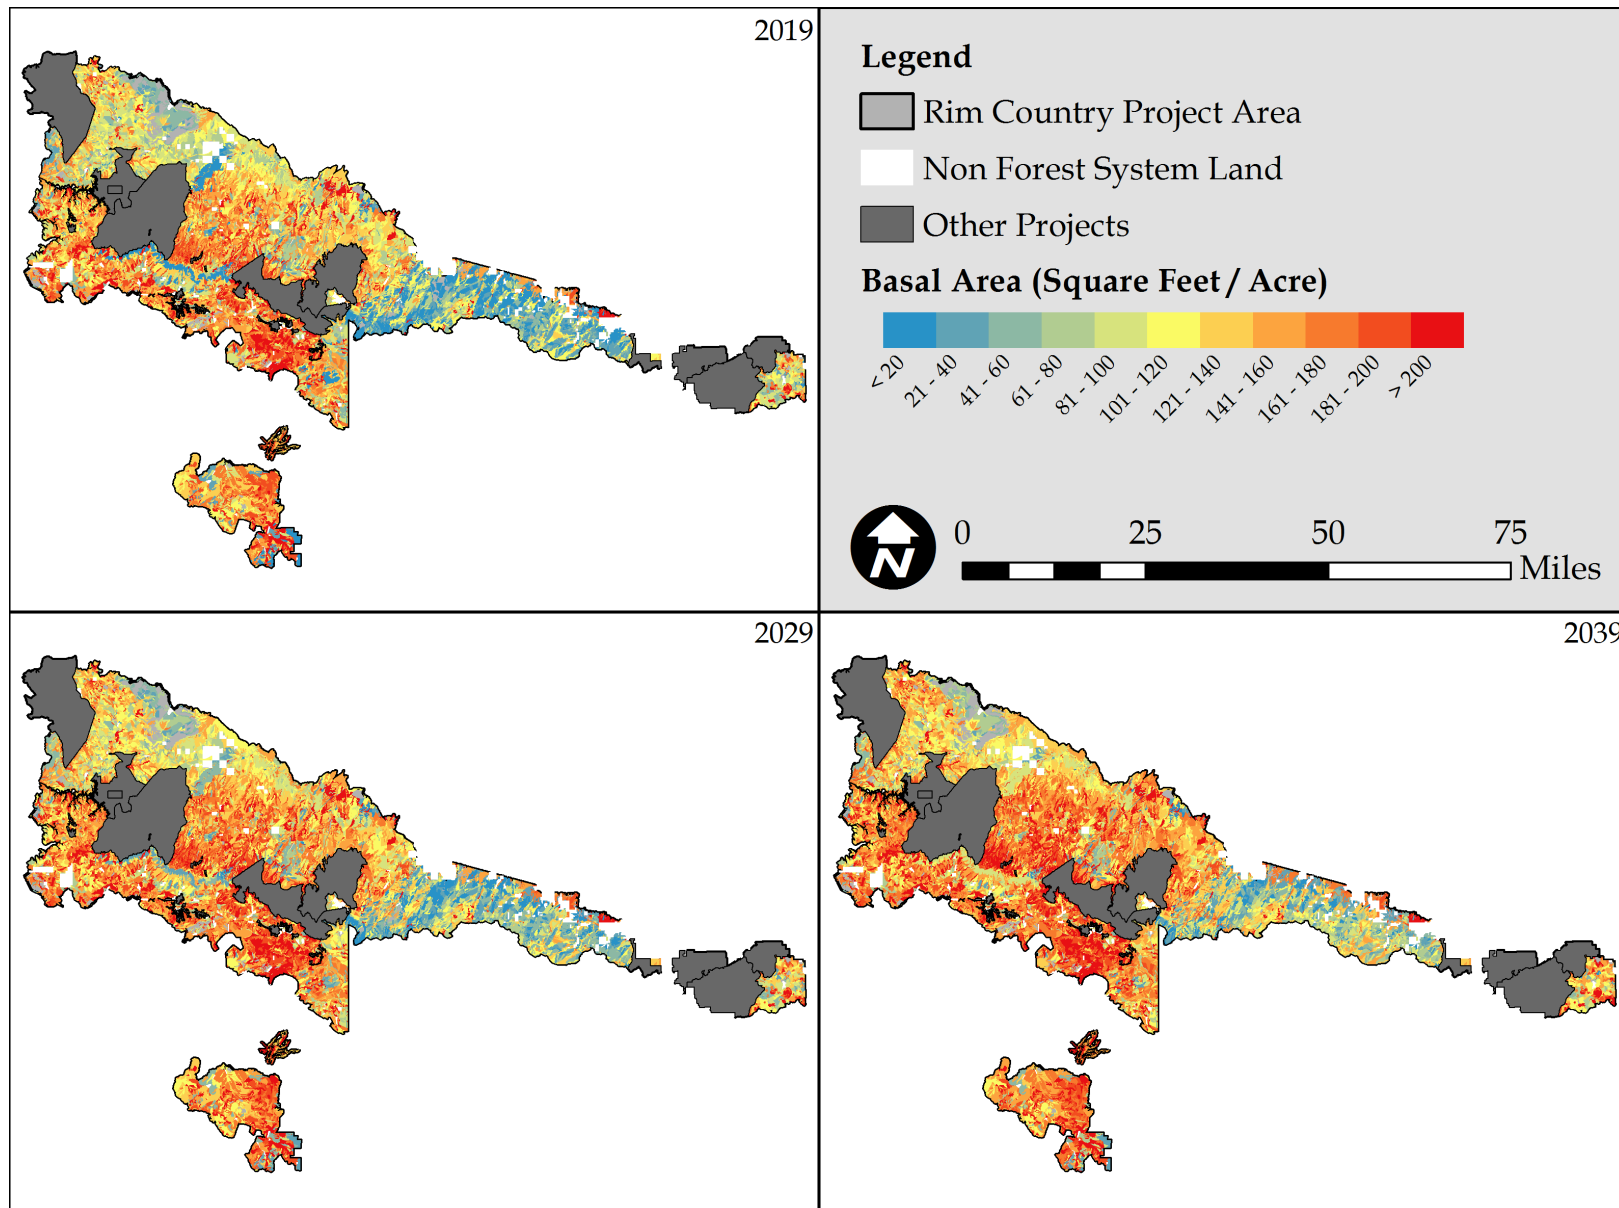 2019
Legend
Rim Country Project Area
Non Forest System Land
Other Projects
Basal Area (Square Feet / Acre)
< 20
21 - 40
41 - 60
61 - 80
81 - 100
101 - 120
121 - 140
141 - 160
161 - 180
181 - 200
> 200
N
0 25 50 75
Miles
2029
2039